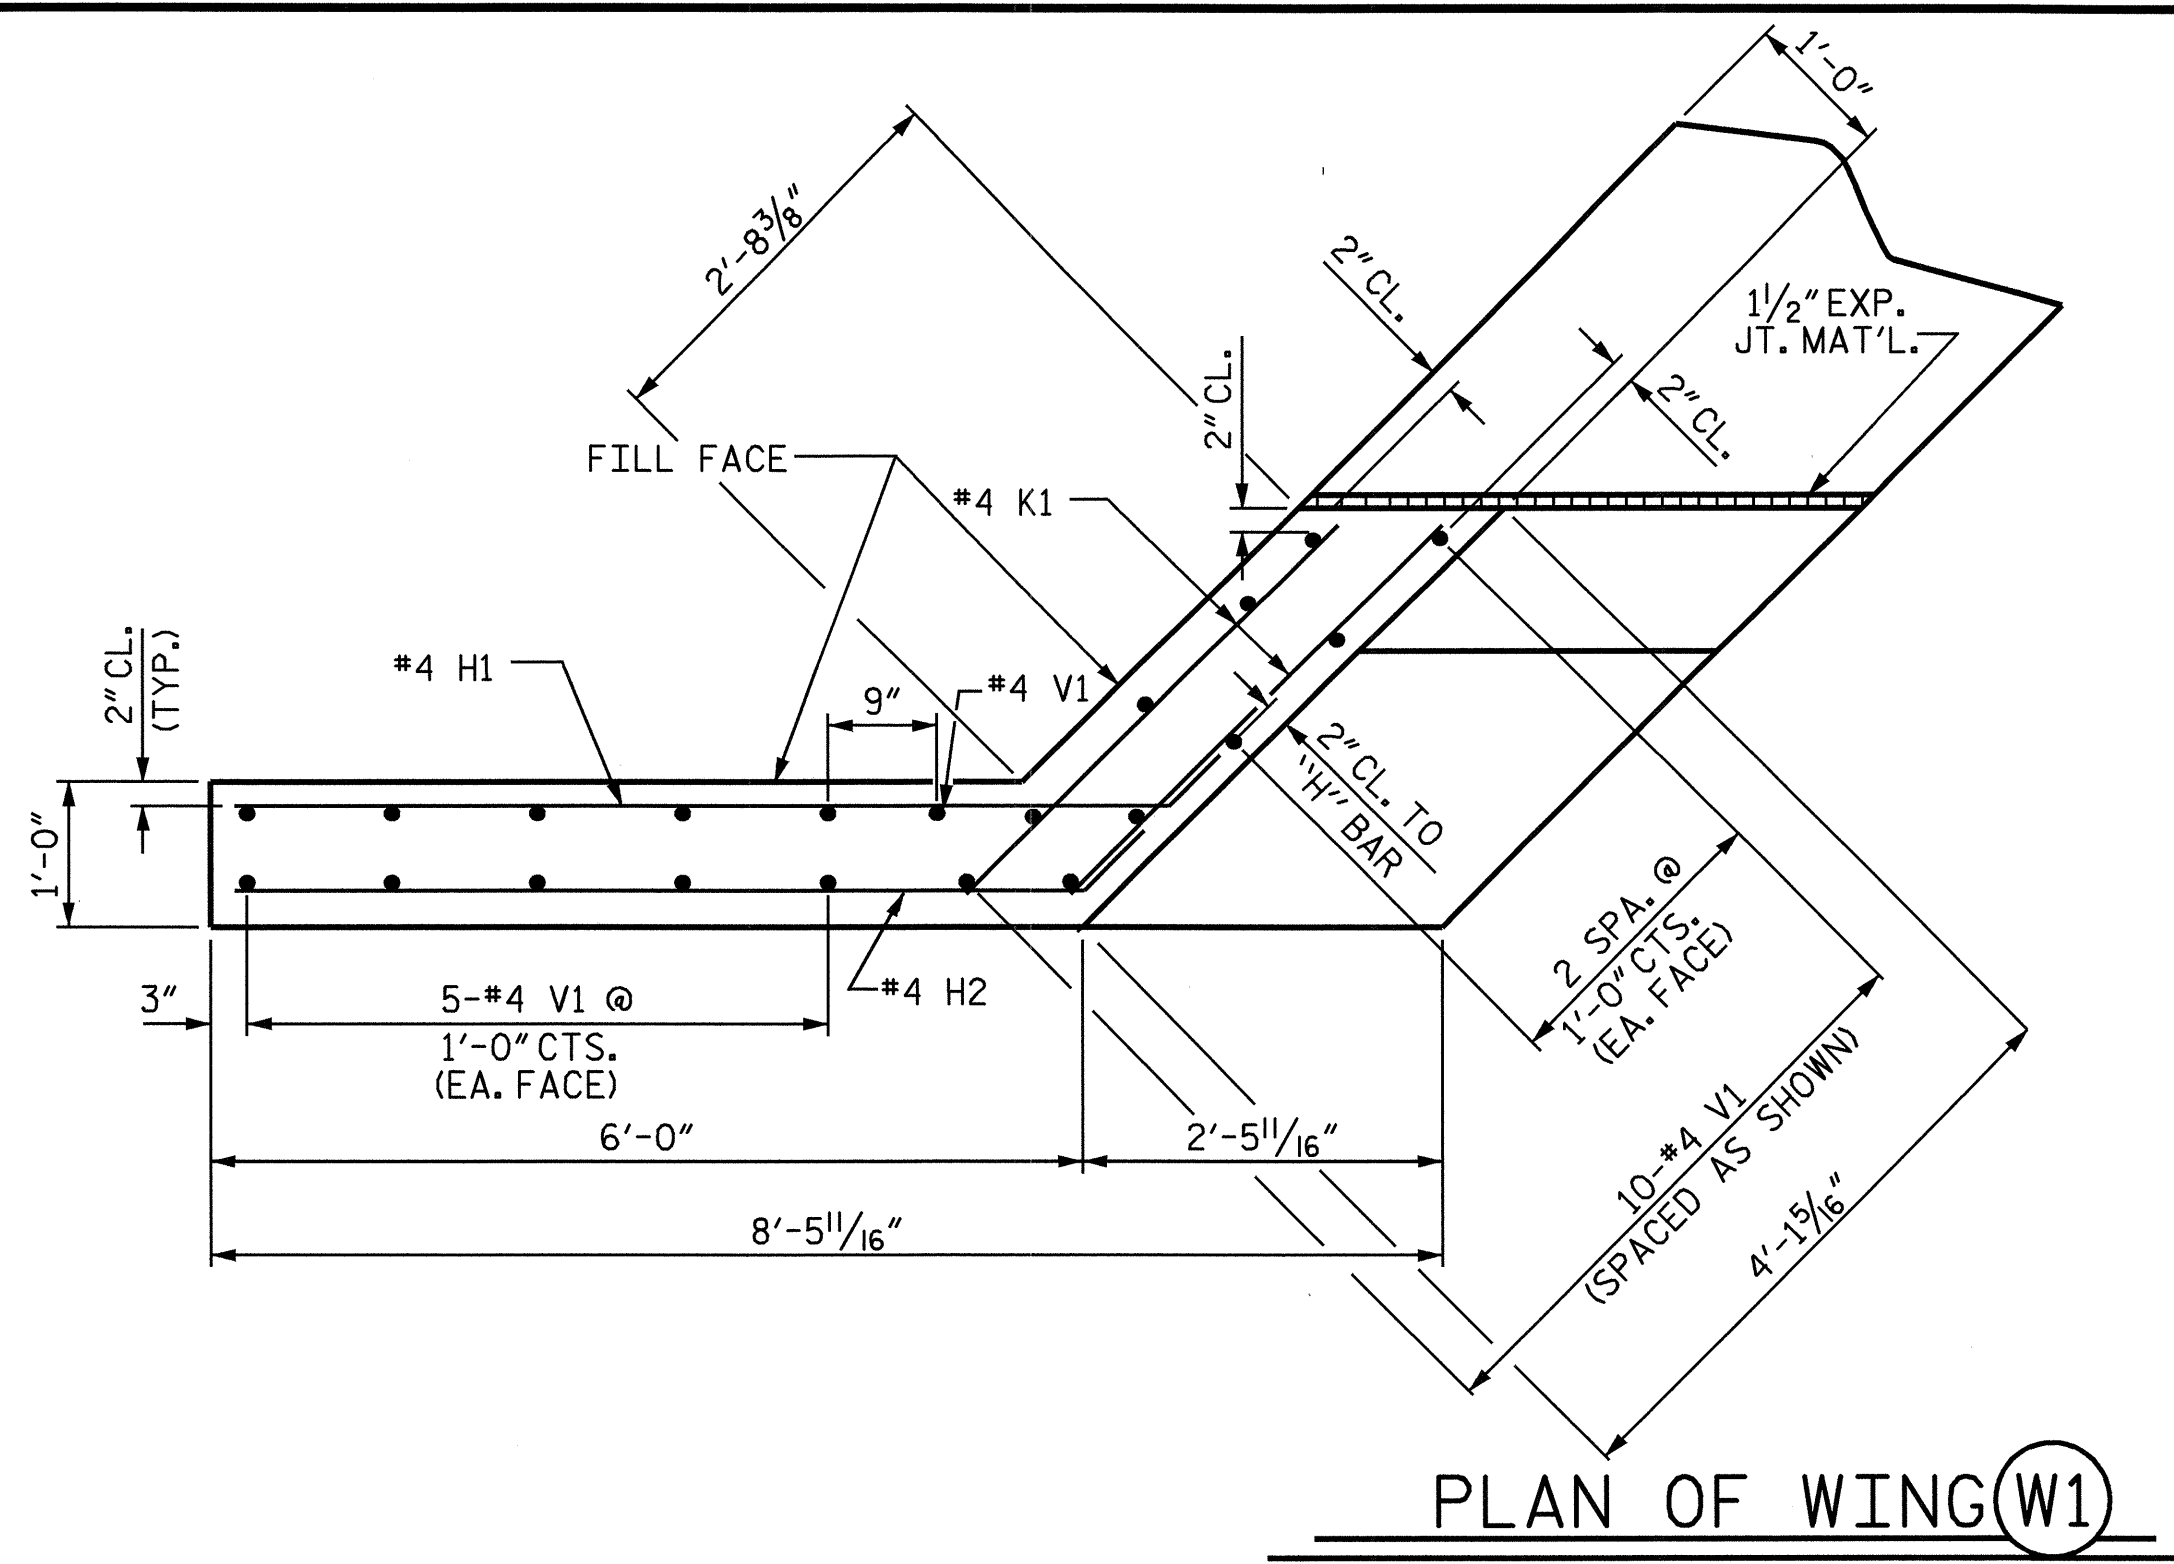 1'-0"
2'-8 3/8"
2" CL.
1 1/2" EXP.
JT. MAT'L.
2" CL.
2" CL.
FILL FACE
#4 K1
2" CL.
(TYP.)
#4 H1
9"
#4 V1
2" CL. TO
"H" BAR
1'-0"
2 SPA. @
1'-0" CTS.
(EA. FACE)
3"
5-#4 V1 @
1'-0" CTS.
(EA. FACE)
#4 H2
10-#4 V1
(SPACED AS SHOWN)
6'-0"
2'-5 11/16"
4'-1 5/16"
8'-5 11/16"
PLAN OF WING W1